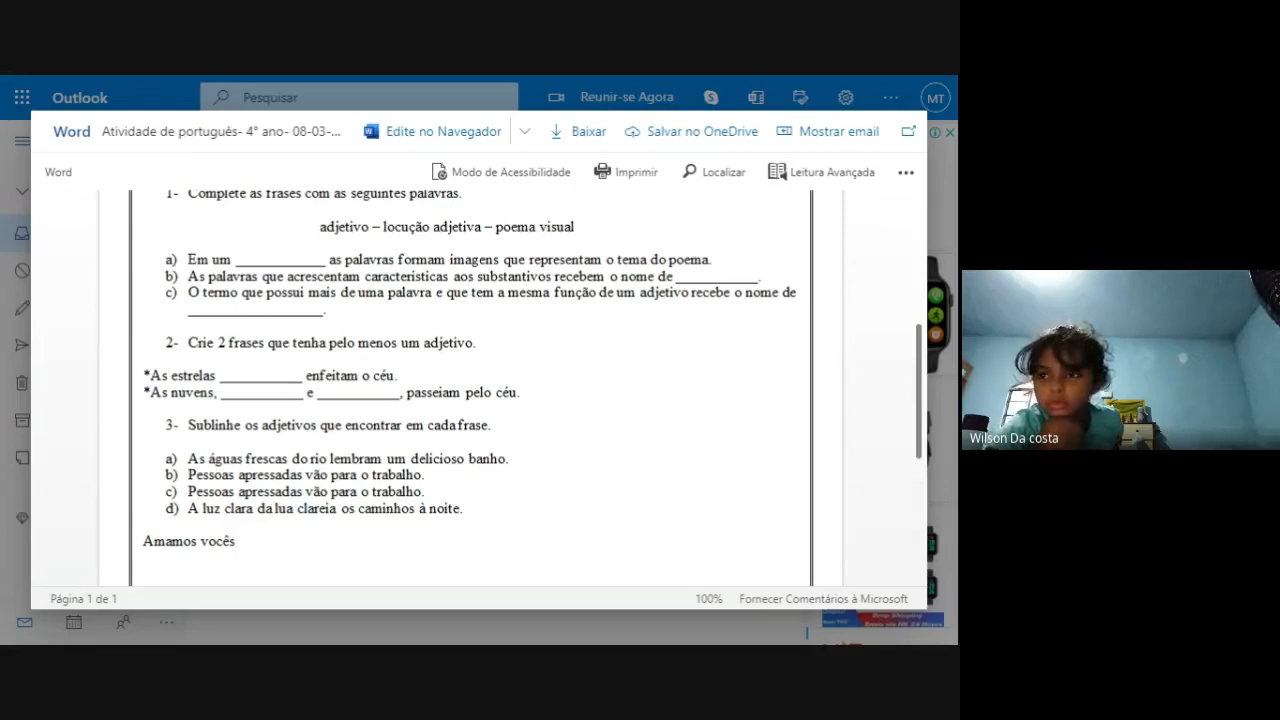 Outlook
Pesquisar
Reunir-se Agora
MT
Word
Atividade de português- 4° ano- 08-03-...
Edite no Navegador
Baixar
Salvar no OneDrive
Mostrar email
Word
Modo de Acessibilidade
Imprimir
Localizar
Leitura Avançada
1- Complete as frases com as seguintes palavras.
adjetivo – locução adjetiva – poema visual
a) Em um ____________ as palavras formam imagens que representam o tema do poema.
b) As palavras que acrescentam características aos substantivos recebem o nome de ___________.
c) O termo que possui mais de uma palavra e que tem a mesma função de um adjetivo recebe o nome de
__________________.
2- Crie 2 frases que tenha pelo menos um adjetivo.
*As estrelas ___________ enfeitam o céu.
*As nuvens, ___________ e ___________, passeiam pelo céu.
3- Sublinhe os adjetivos que encontrar em cada frase.
a) As águas frescas do rio lembram um delicioso banho.
b) Pessoas apressadas vão para o trabalho.
c) Pessoas apressadas vão para o trabalho.
d) A luz clara da lua clareia os caminhos à noite.
Amamos vocês
Página 1 de 1
100%
Fornecer Comentários à Microsoft
Wilson Da costa